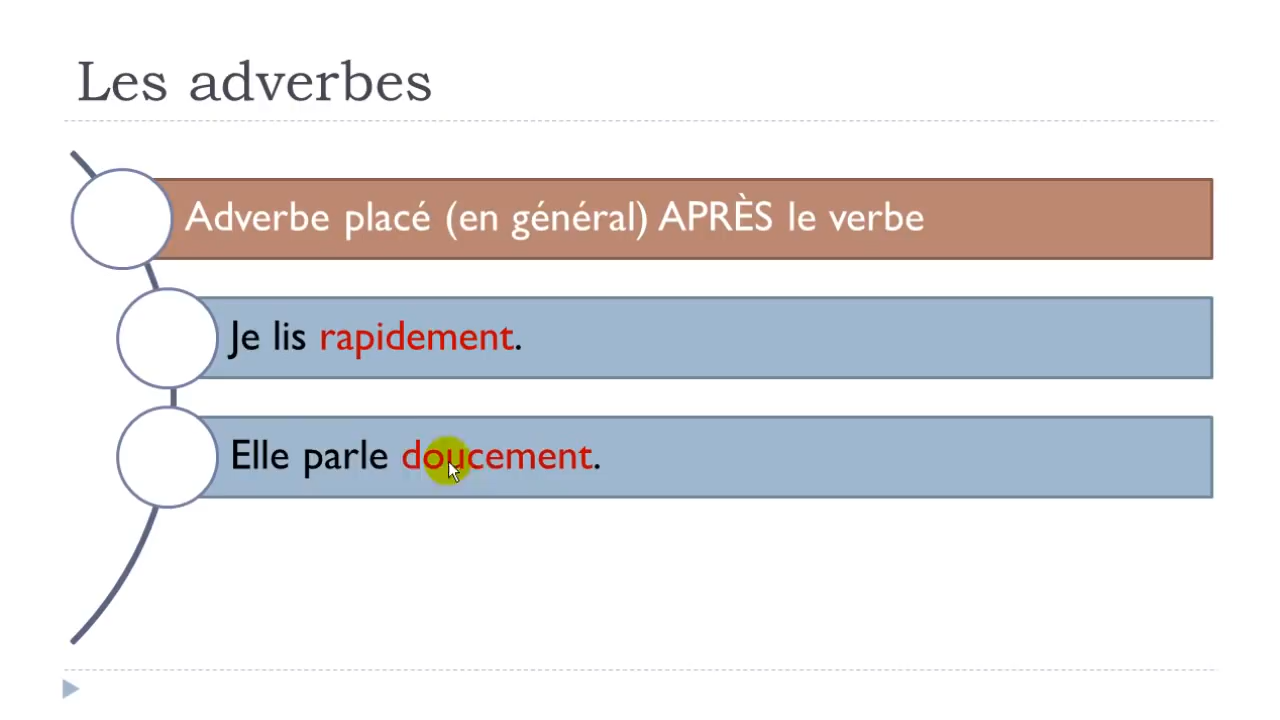 Les adverbes
Adverbe placé (en général) APRÈS le verbe
Je lis rapidement.
Elle parle doucement.